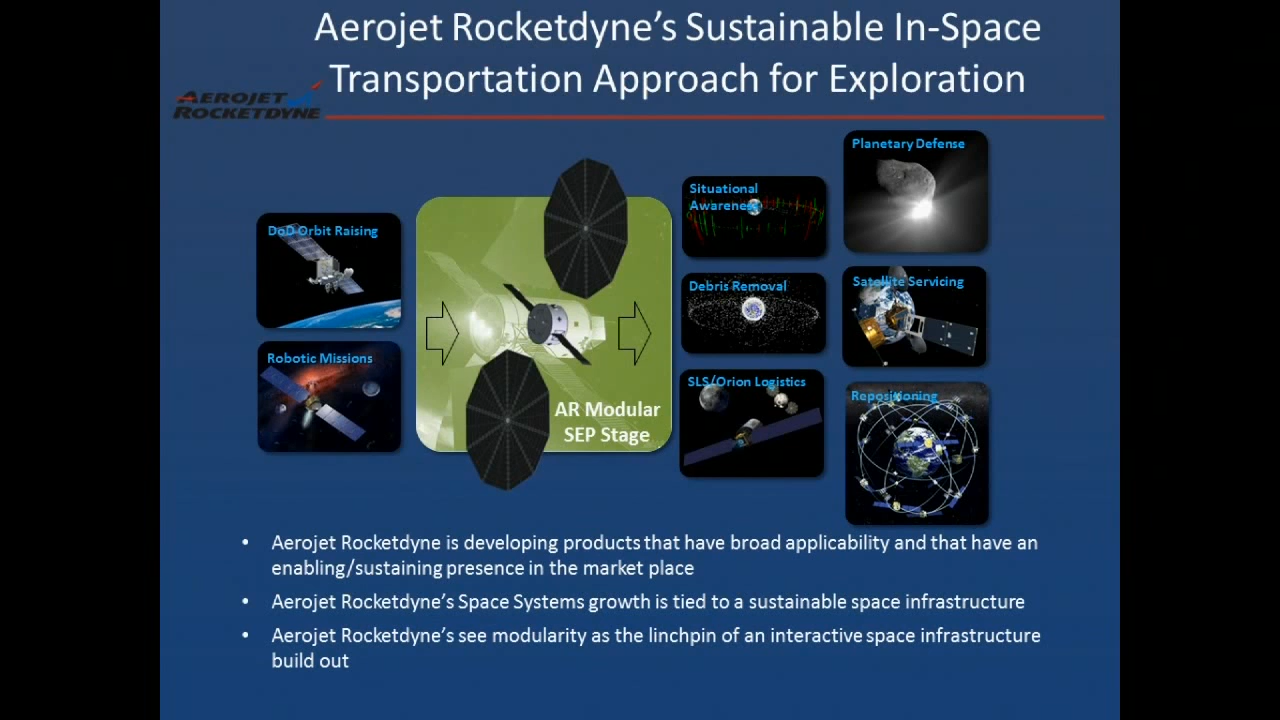 Aerojet Rocketdyne’s Sustainable In-Space
Transportation Approach for Exploration
AEROJET
ROCKETDYNE
DoD Orbit Raising
Robotic Missions
AR Modular
SEP Stage
Situational
Awareness
Debris Removal
SLS/Orion Logistics
Planetary Defense
Satellite Servicing
Repositioning
• Aerojet Rocketdyne is developing products that have broad applicability and that have an
enabling/sustaining presence in the market place
• Aerojet Rocketdyne’s Space Systems growth is tied to a sustainable space infrastructure
• Aerojet Rocketdyne’s see modularity as the linchpin of an interactive space infrastructure
build out